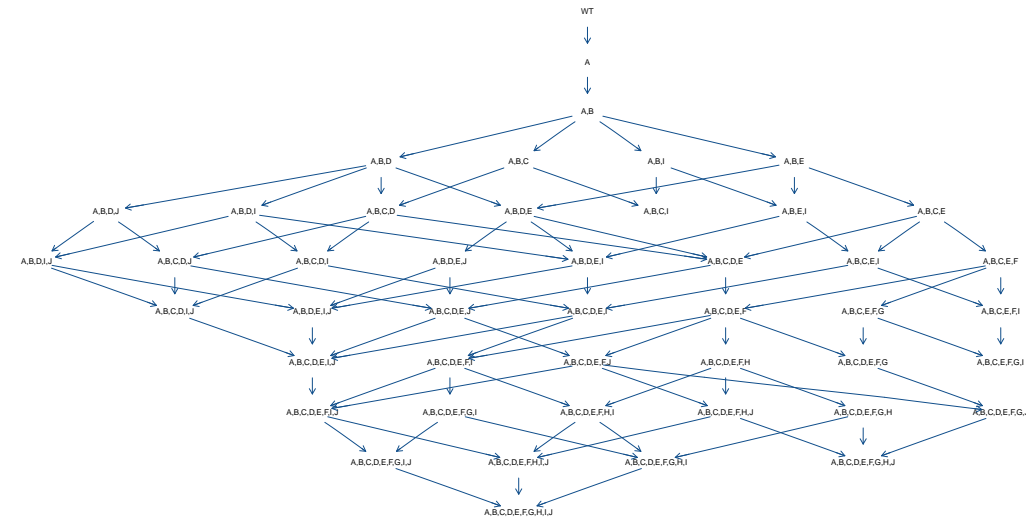 WT
A
A,B
A,B,D
A,B,C
A,B,I
A,B,E
A,B,D,J
A,B,D,I
A,B,C,D
A,B,D,E
A,B,C,I
A,B,E,I
A,B,C,E
A,B,D,I,J
A,B,C,D,J
A,B,C,D,I
A,B,D,E,J
A,B,D,E,I
A,B,C,D,E
A,B,C,E,I
A,B,C,E,F
A,B,C,D,I,J
A,B,D,E,I,J
A,B,C,D,E,J
A,B,C,D,E,I
A,B,C,D,E,F
A,B,C,E,F,G
A,B,C,E,F,I
A,B,C,D,E,I,J
A,B,C,D,E,F,I
A,B,C,D,E,F,J
A,B,C,D,E,F,H
A,B,C,D,E,F,G
A,B,C,E,F,G,I
A,B,C,D,E,F,I,J
A,B,C,D,E,F,G,I
A,B,C,D,E,F,H,I
A,B,C,D,E,F,H,J
A,B,C,D,E,F,G,H
A,B,C,D,E,F,G,J
A,B,C,D,E,F,G,I,J
A,B,C,D,E,F,H,I,J
A,B,C,D,E,F,G,H,I
A,B,C,D,E,F,G,H,J
A,B,C,D,E,F,G,H,I,J